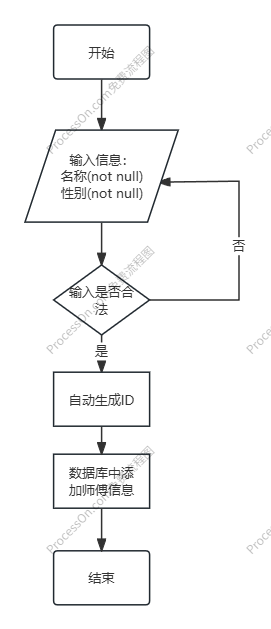 开始
输入信息：
名称(not null)
性别(not null)
否
输入是否合
法
是
自动生成ID
数据库中添
加师傅信息
结束
ProcessOn.com免费流程图
ProcessOn.com免费流程图
ProcessOn.com免费流程图
Proce
Proce
Proce